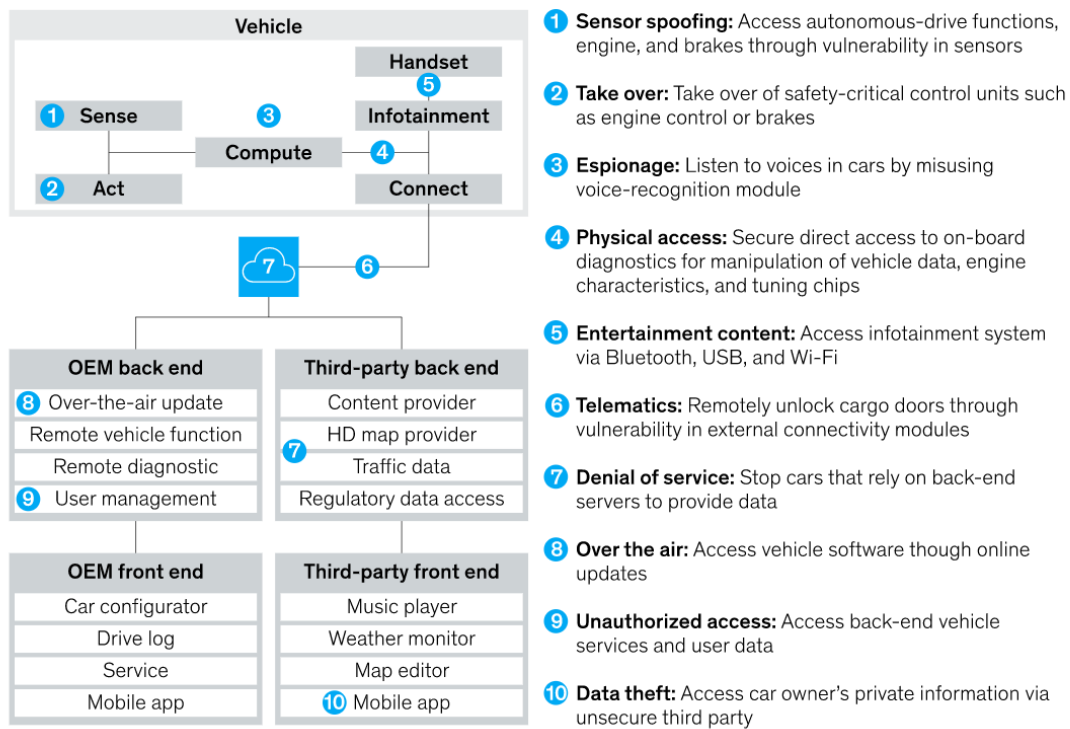 Vehicle
Handset
5
1 Sense
3
Infotainment
Compute
4
2 Act
Connect
7
6
OEM back end
8 Over-the-air update
Remote vehicle function
Remote diagnostic
9 User management
Third-party back end
Content provider
HD map provider
7
Traffic data
Regulatory data access
OEM front end
Car configurator
Drive log
Service
Mobile app
Third-party front end
Music player
Weather monitor
Map editor
10 Mobile app
1 Sensor spoofing: Access autonomous-drive functions,
engine, and brakes through vulnerability in sensors
2 Take over: Take over of safety-critical control units such
as engine control or brakes
3 Espionage: Listen to voices in cars by misusing
voice-recognition module
4 Physical access: Secure direct access to on-board
diagnostics for manipulation of vehicle data, engine
characteristics, and tuning chips
5 Entertainment content: Access infotainment system
via Bluetooth, USB, and Wi-Fi
6 Telematics: Remotely unlock cargo doors through
vulnerability in external connectivity modules
7 Denial of service: Stop cars that rely on back-end
servers to provide data
8 Over the air: Access vehicle software though online
updates
9 Unauthorized access: Access back-end vehicle
services and user data
10 Data theft: Access car owner's private information via
unsecure third party